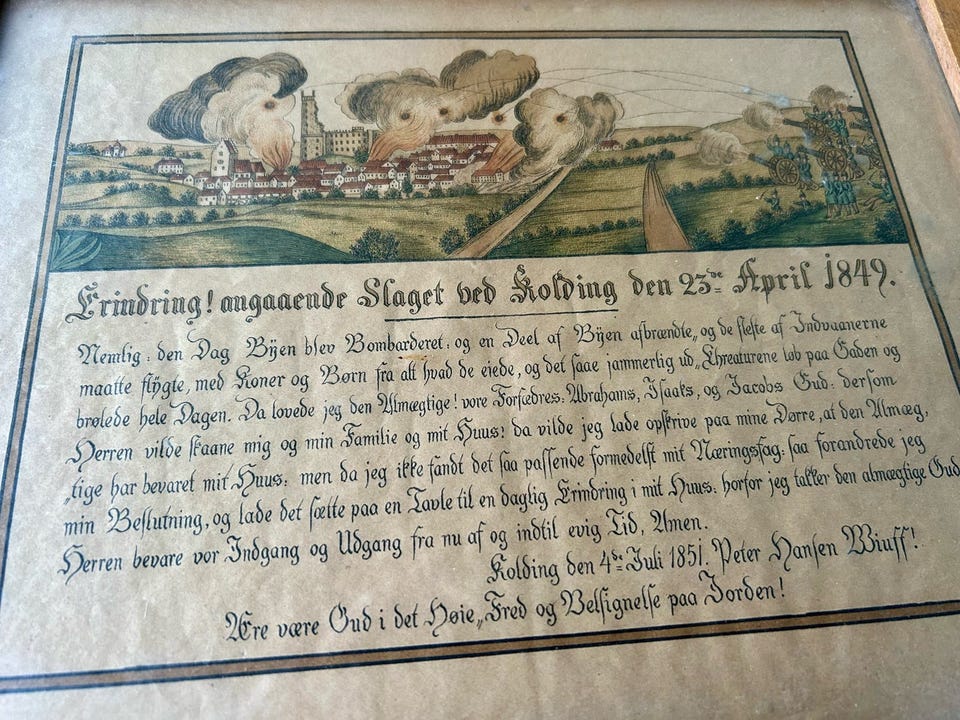 Erindring! angaaende Slaget ved Kolding den 23de April 1849.
Nemlig: den Dag Bÿen blev Bombarderet: og en Deel af Bÿen afbrændte, og de fleste af Indvaanerne
maatte flÿgte, med Koner og Børn fra alt hvad de eiede, og det saae jammerlig ud, Chreaturene løb paa Gaden og
brølede hele Dagen. Da lovede jeg den Almægtige! vore Forfædres: Abrahams, Isaaks, og Jacobs Gud: dersom
Herren vilde skaane mig og min Familie og mit Huus: da vilde jeg lade opskrive paa mine Dørre, at den Almæg,
„tige har bevaret mit Huus: men da jeg ikke fandt det saa passende formedelst mit Næringsfag: saa forandrede jeg
min Beslutning, og lade det sætte paa en Tavle til en daglig Erindring i mit Huus: horfor jeg takker den almægtige Gud
Herren bevare vor Indgang og Udgang fra nu af og indtil evig Tid, Amen.
Kolding den 4de Juli 1851. Peter Hansen Wiuff!
Ære være Gud i det Høie„ Fred og Velsignelse paa Jorden!